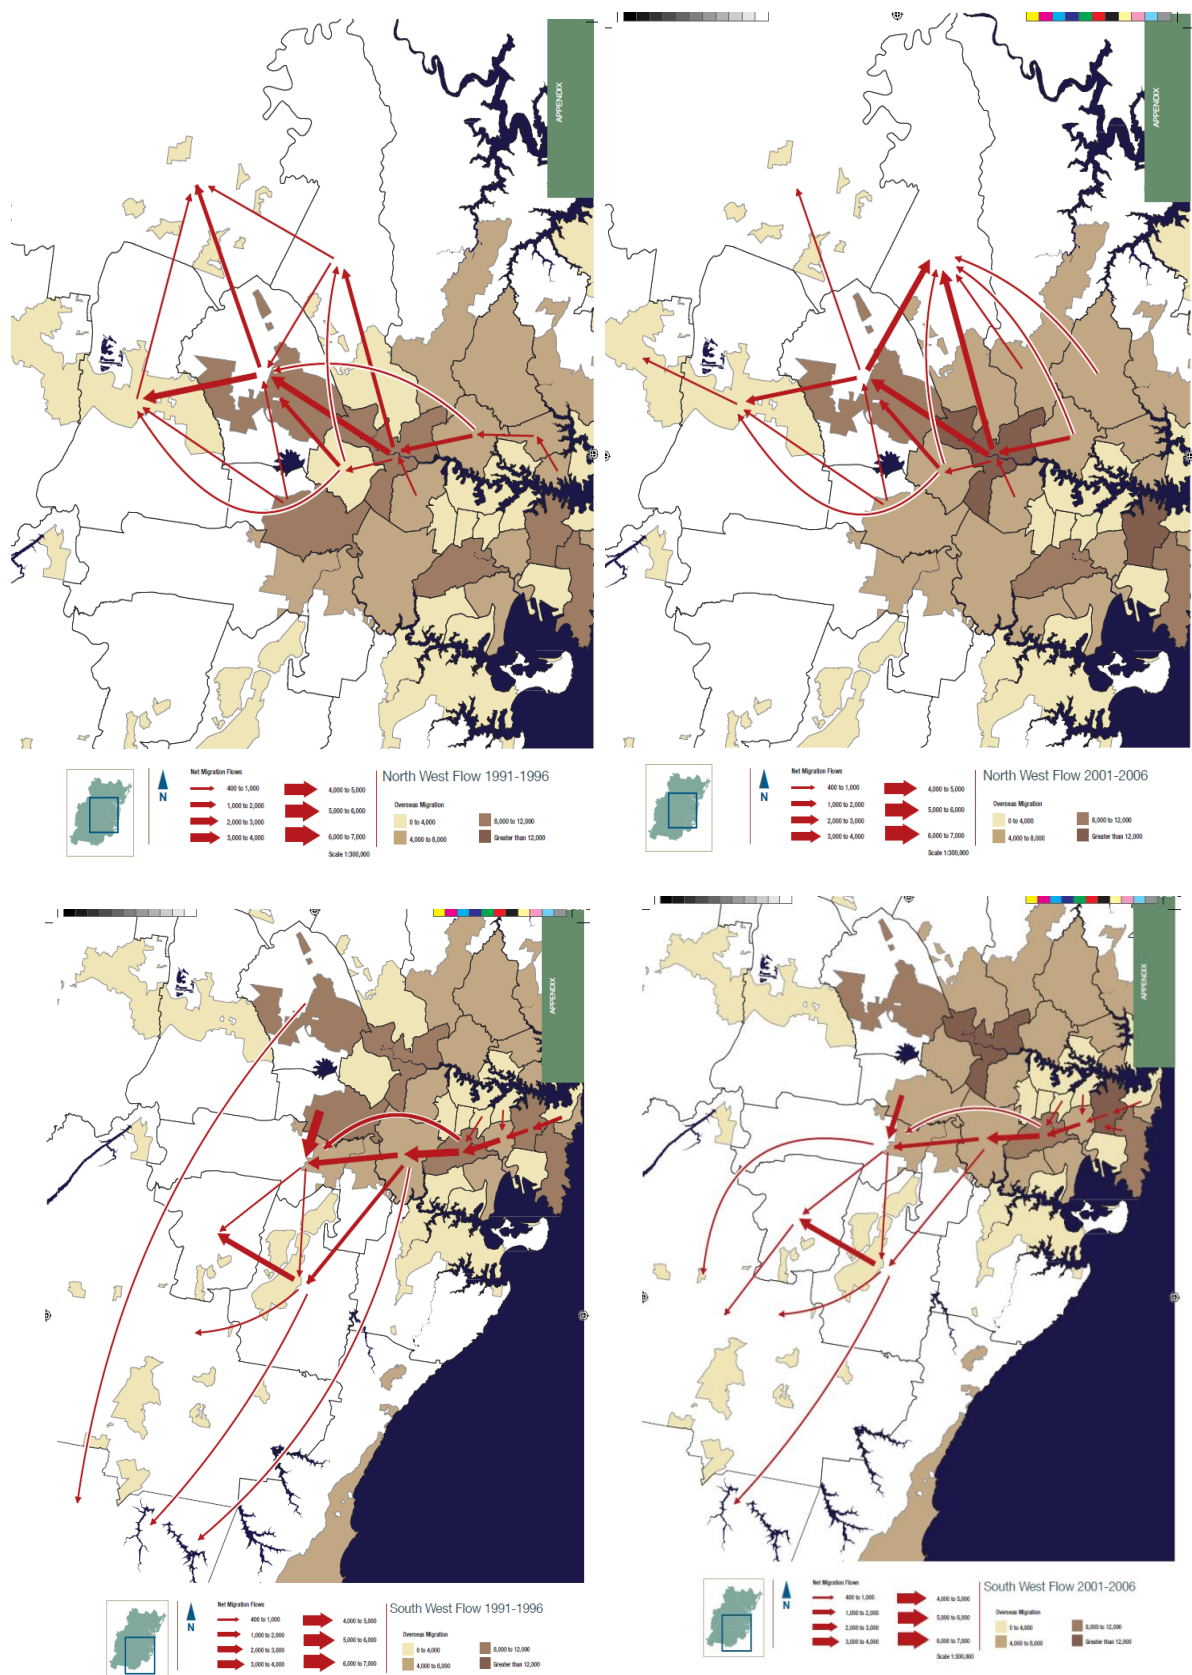 APPENDIX
APPENDIX
N
Net Migration Flows
400 to 1,000
1,000 to 2,000
2,000 to 3,000
3,000 to 4,000
4,000 to 5,000
5,000 to 6,000
6,000 to 7,000
Scale 1:300,000
North West Flow 1991-1996
Overseas Migration
0 to 4,000
4,000 to 8,000
8,000 to 12,000
Greater than 12,000
N
Net Migration Flows
400 to 1,000
1,000 to 2,000
2,000 to 3,000
3,000 to 4,000
4,000 to 5,000
5,000 to 6,000
6,000 to 7,000
Scale 1:300,000
North West Flow 2001-2006
Overseas Migration
0 to 4,000
4,000 to 8,000
8,000 to 12,000
Greater than 12,000
APPENDIX
APPENDIX
N
Net Migration Flows
400 to 1,000
1,000 to 2,000
2,000 to 3,000
3,000 to 4,000
4,000 to 5,000
5,000 to 6,000
6,000 to 7,000
South West Flow 1991-1996
Overseas Migration
0 to 4,000
4,000 to 8,000
8,000 to 12,000
Greater than 12,000
N
Net Migration Flows
400 to 1,000
1,000 to 2,000
2,000 to 3,000
3,000 to 4,000
4,000 to 5,000
5,000 to 6,000
6,000 to 7,000
Scale 1:300,000
South West Flow 2001-2006
Overseas Migration
0 to 4,000
4,000 to 8,000
8,000 to 12,000
Greater than 12,000